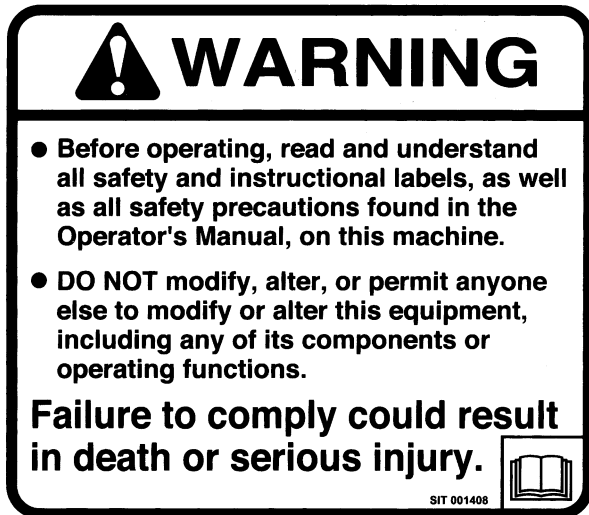 WARNING
● Before operating, read and understand
all safety and instructional labels, as well
as all safety precautions found in the
Operator's Manual, on this machine.
● DO NOT modify, alter, or permit anyone
else to modify or alter this equipment,
including any of its components or
operating functions.
Failure to comply could result
in death or serious injury.
SIT 001408